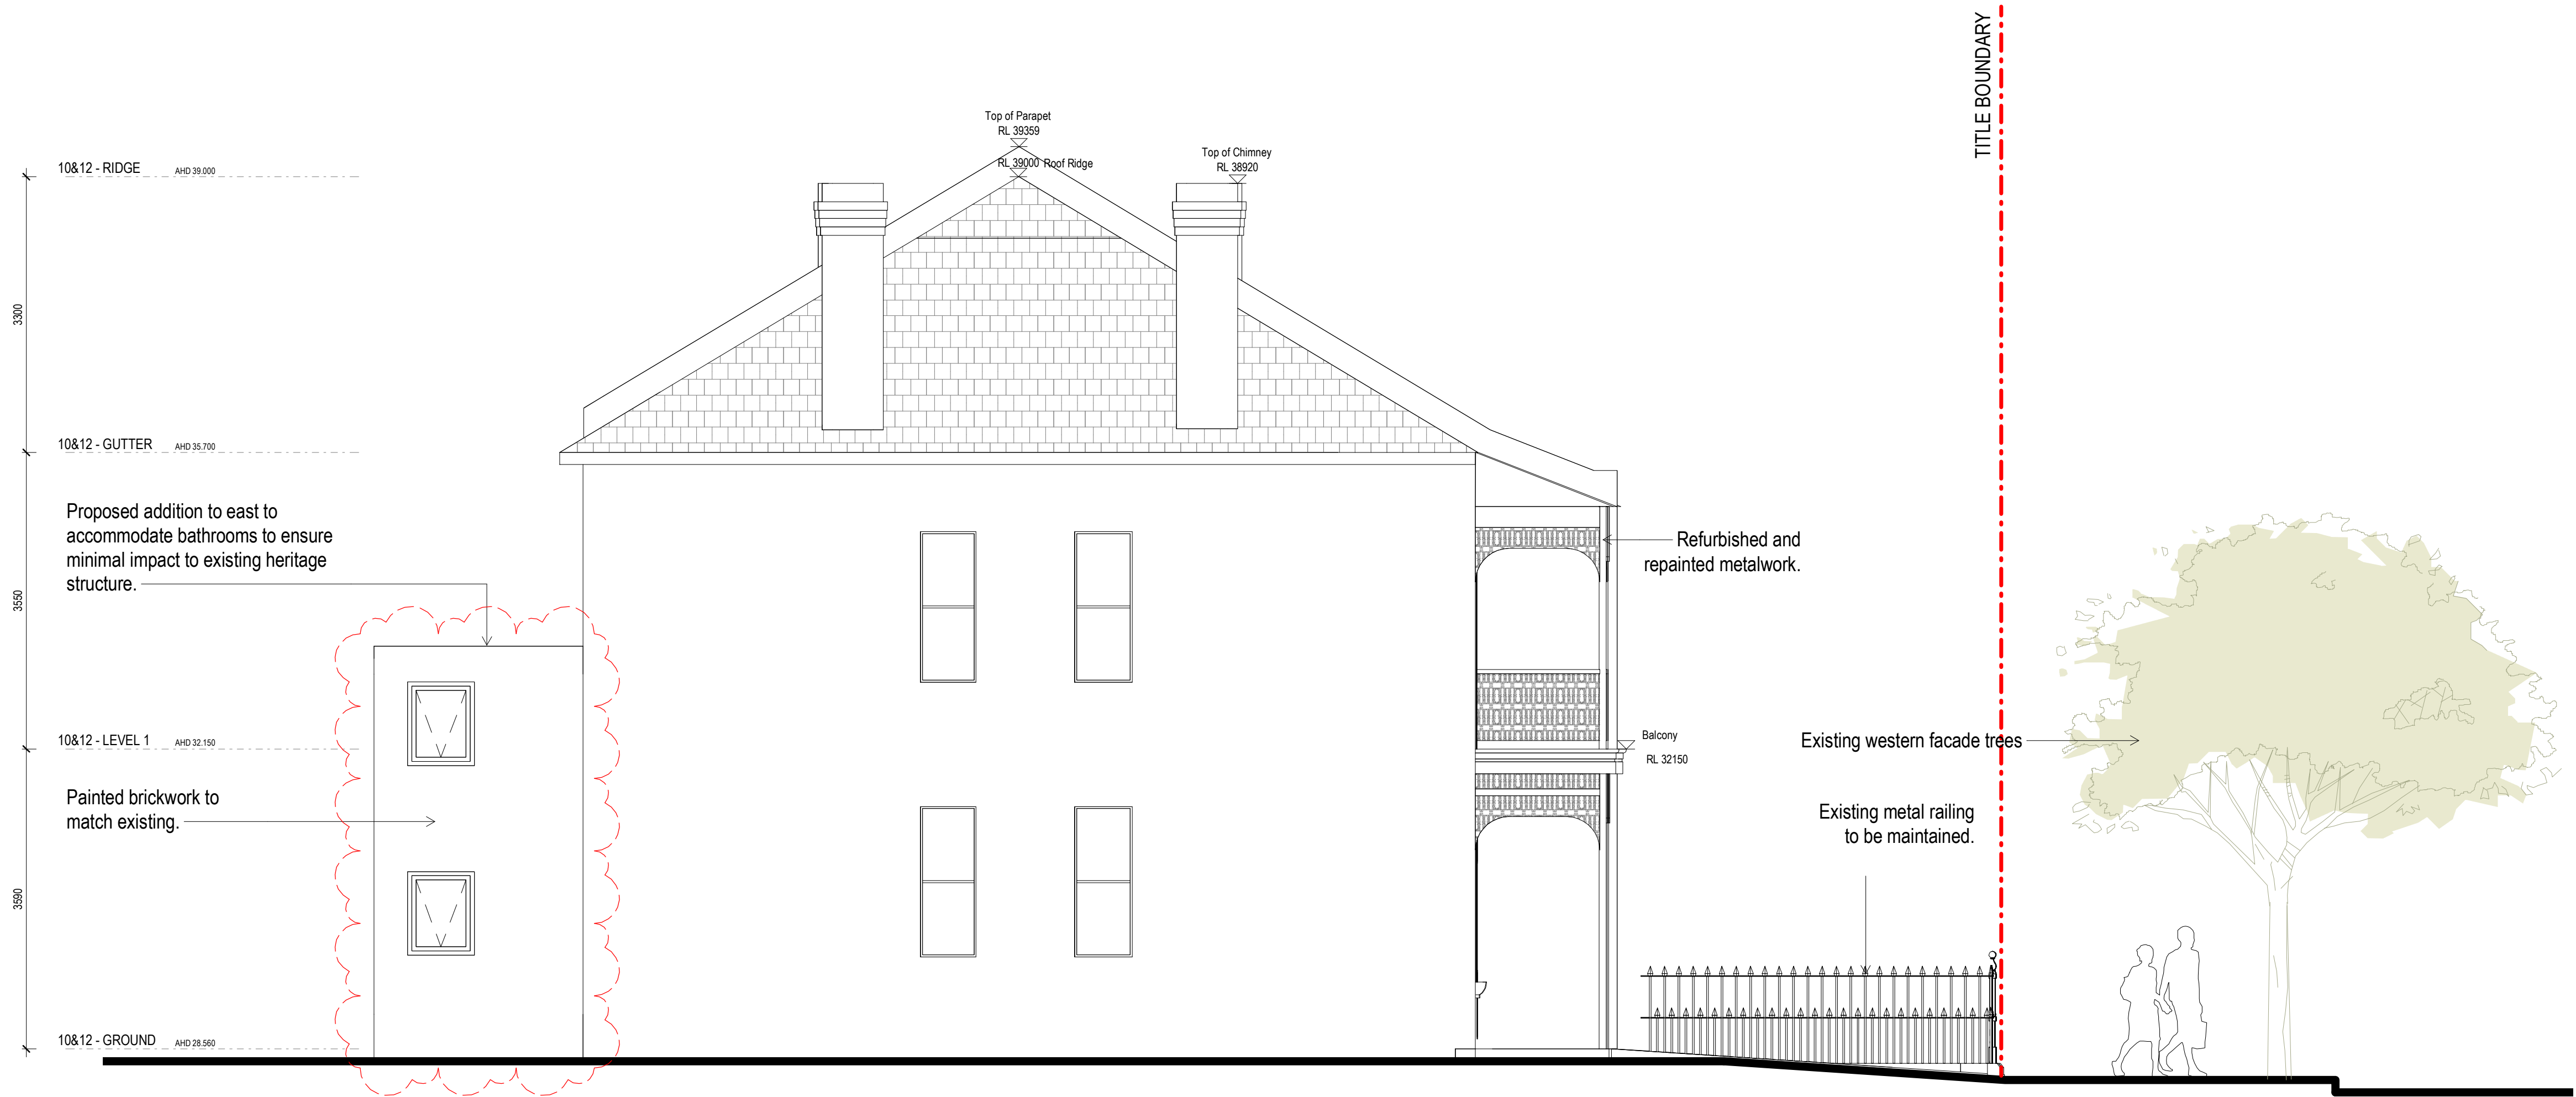 TITLE BOUNDARY
Top of Parapet
RL 39359
RL 39000 Roof Ridge
Top of Chimney
RL 38920
10&12 - RIDGE AHD 39.000
3300
10&12 - GUTTER AHD 35.700
Proposed addition to east to
accommodate bathrooms to ensure
minimal impact to existing heritage
structure.
Refurbished and
repainted metalwork.
3550
10&12 - LEVEL 1 AHD 32.150
Balcony
RL 32150
Existing western facade trees
Painted brickwork to
match existing.
Existing metal railing
to be maintained.
3590
10&12 - GROUND AHD 28.560